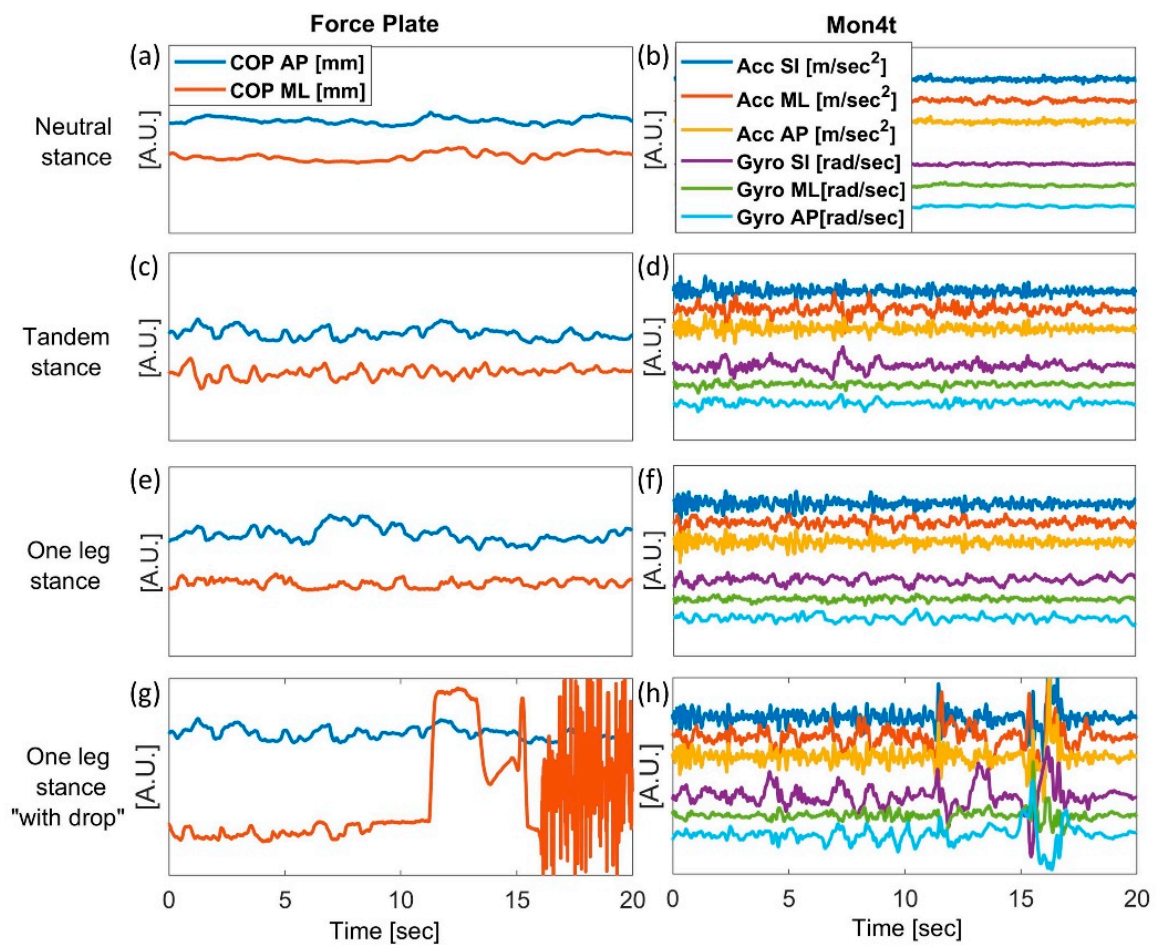 Force Plate
Mon4t
(a)
COP AP [mm]
COP ML [mm]
Neutral
stance
[A.U.]
(b)
Acc SI [m/sec²]
Acc ML [m/sec²]
Acc AP [m/sec²]
Gyro SI [rad/sec]
Gyro ML[rad/sec]
Gyro AP[rad/sec]
[A.U.]
(c)
Tandem
stance
[A.U.]
(d)
[A.U.]
(e)
One leg
stance
[A.U.]
(f)
[A.U.]
(g)
One leg
stance
"with drop"
[A.U.]
0 5 10 15 20
Time [sec]
(h)
[A.U.]
0 5 10 15 20
Time [sec]